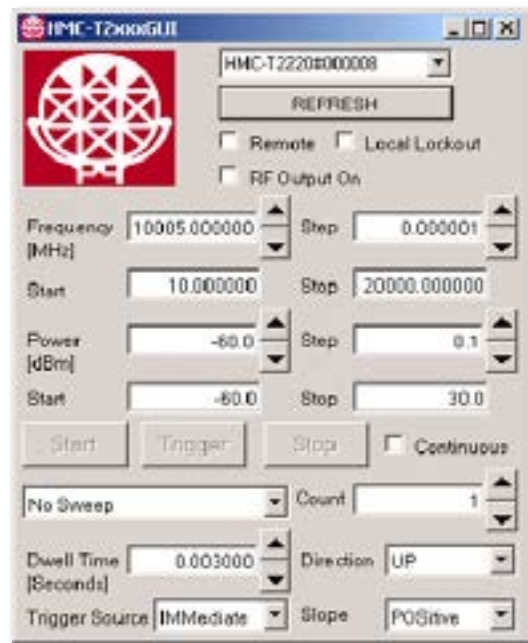 HMC-T2xxxGUI
HMC-T2220#000008
REFRESH
Remote Local Lockout
RF Output On
Frequency [MHz] 10005.000000 Step 0.000001
Start 10.000000 Stop 20000.000000
Power [dBm] -60.0 Step 0.1
Start -60.0 Stop 30.0
Start Trigger Stop Continuous
No Sweep Count 1
Dwell Time [Seconds] 0.003000 Direction UP
Trigger Source IMMediate Slope POSitive